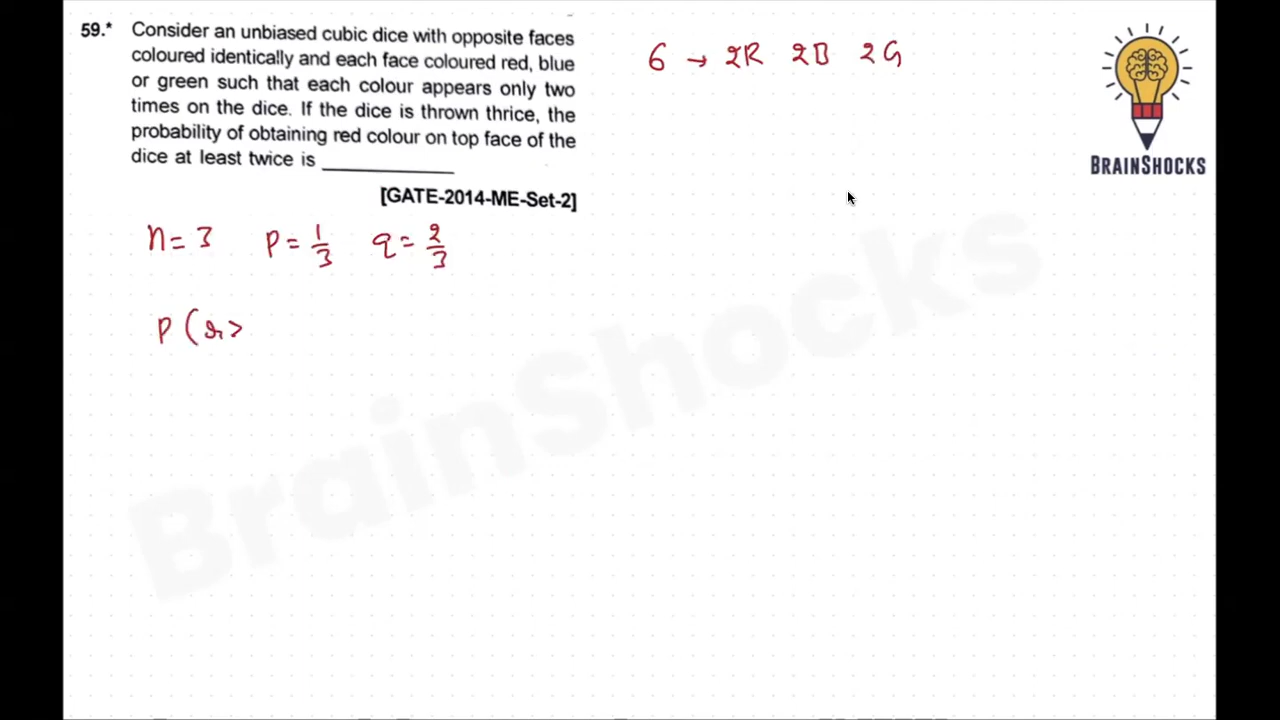 59.* Consider an unbiased cubic dice with opposite faces
coloured identically and each face coloured red, blue
or green such that each colour appears only two
times on the dice. If the dice is thrown thrice, the
probability of obtaining red colour on top face of the
dice at least twice is ____________
[GATE-2014-ME-Set-2]
6 → 2R 2B 2G
BRAINSHOCKS
n = 3 p = 1/3 q = 2/3
P (r >
BrainShocks